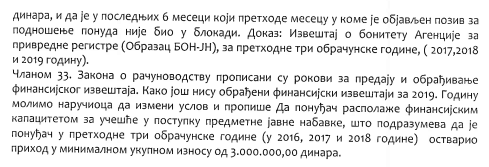 динара, и да је у последњих 6 месеци који претходе месецу у коме је објављен позив за
подношење понуда није био у блокади. Доказ: Извештај о бонитету Агенције за
привредне регистре (Образац БОН-ЈН), за претходне три обрачунске године, ( 2017,2018
и 2019 годину).
Чланом 33. Закона о рачуноводству прописани су рокови за предају и обрађивање
финансијског извештаја. Како још нису обрађени финансијски извештаји за 2019. Годину
молимо наручиоца да измени услов и пропише Да понуђач располаже финансијским
капацитетом за учешће у поступку предметне јавне набавке, што подразумева да је
понуђач у претходне три обрачунске године (у 2016, 2017 и 2018 године) остварио
приход у минималном укупном износу од 3.000.000,00 динара.